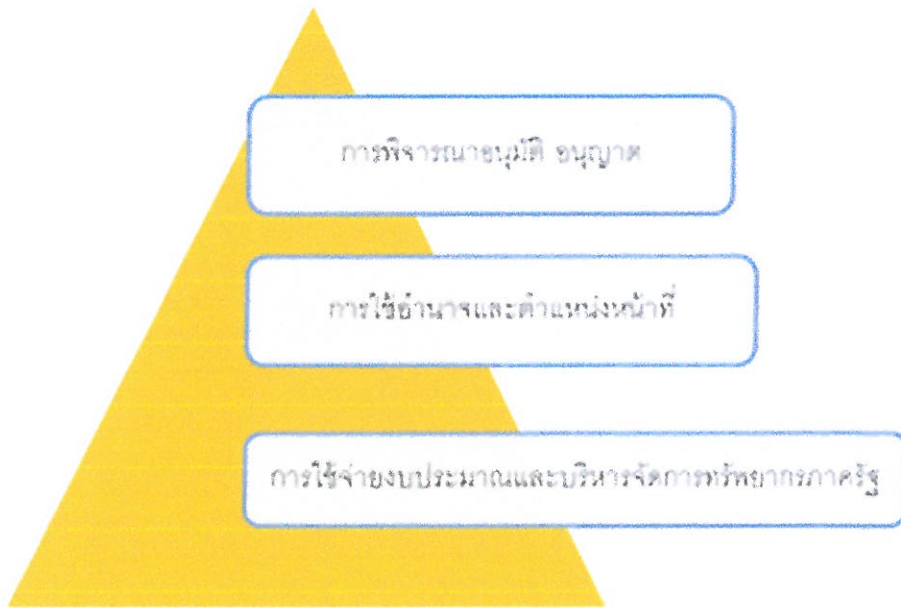 การพิจารณาอนุมัติ อนุญาต
การใช้อำนาจและตำแหน่งหน้าที่
การใช้จ่ายงบประมาณและบริหารจัดการทรัพยากรภาครัฐ